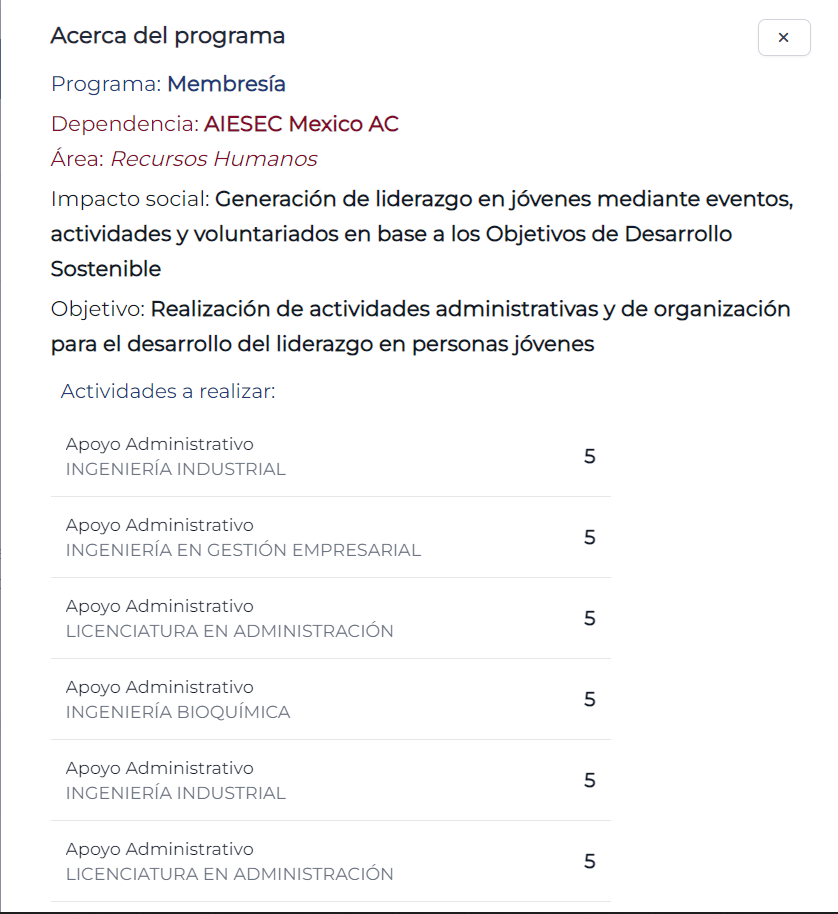 Acerca del programa
×
Programa: Membresía
Dependencia: AIESEC Mexico AC
Área: Recursos Humanos
Impacto social: Generación de liderazgo en jóvenes mediante eventos,
actividades y voluntariados en base a los Objetivos de Desarrollo
Sostenible
Objetivo: Realización de actividades administrativas y de organización
para el desarrollo del liderazgo en personas jóvenes
Actividades a realizar:
Apoyo Administrativo
INGENIERÍA INDUSTRIAL
5
Apoyo Administrativo
INGENIERÍA EN GESTIÓN EMPRESARIAL
5
Apoyo Administrativo
LICENCIATURA EN ADMINISTRACIÓN
5
Apoyo Administrativo
INGENIERÍA BIOQUÍMICA
5
Apoyo Administrativo
INGENIERÍA INDUSTRIAL
5
Apoyo Administrativo
LICENCIATURA EN ADMINISTRACIÓN
5